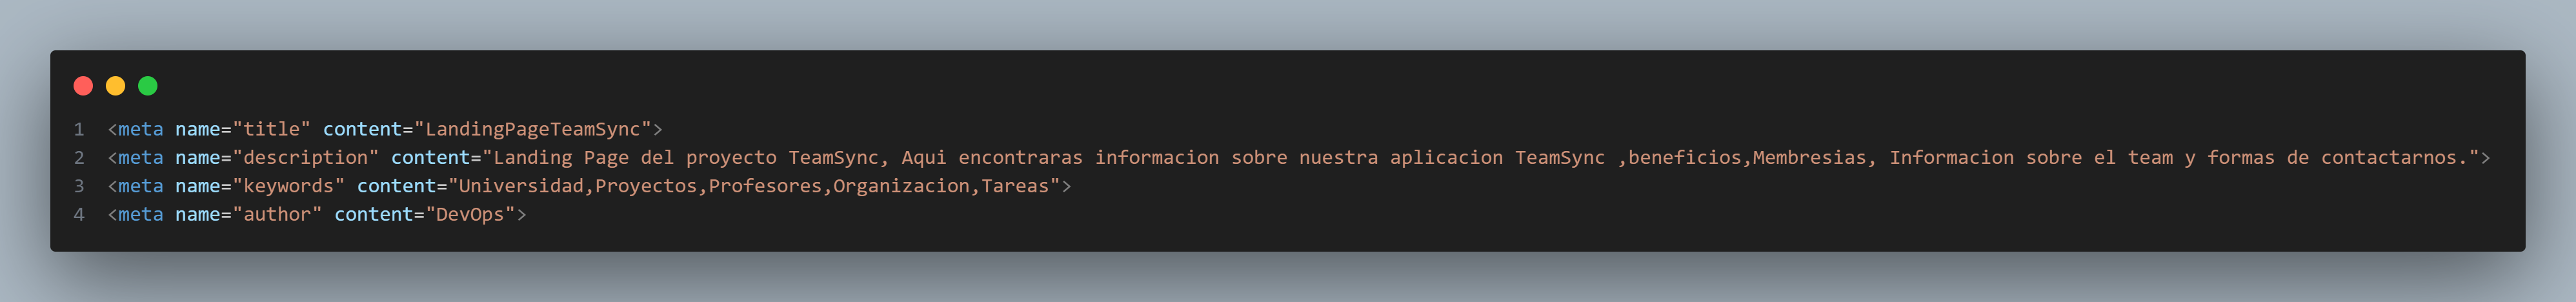 1 <meta name="title" content="LandingPageTeamSync">
2 <meta name="description" content="Landing Page del proyecto TeamSync, Aqui encontraras informacion sobre nuestra aplicacion TeamSync ,beneficios,Membresias, Informacion sobre el team y formas de contactarnos.">
3 <meta name="keywords" content="Universidad,Proyectos,Profesores,Organizacion,Tareas">
4 <meta name="author" content="DevOps">